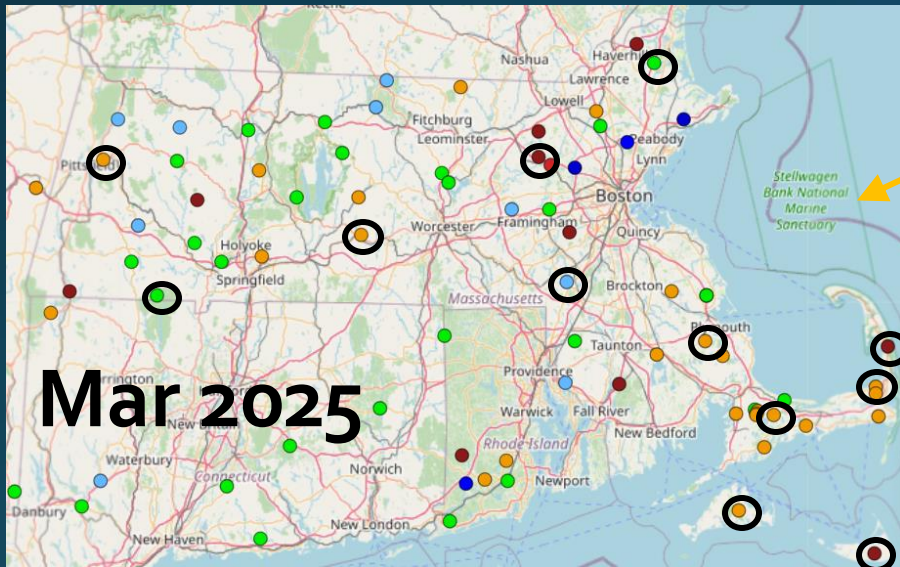 Keene
Nashua
Haverhill
Lawrence
Lowell
Fitchburg
Leominster
Peabody
Lynn
Pittsfield
Boston
Stellwagen
Bank National
Marine
Sanctuary
Worcester
Framingham
Quincy
Holyoke
Springfield
Brockton
Massachusetts
Plymouth
Taunton
Providence
Mar 2025
Warwick
Fall River
New Bedford
Rhode Island
Waterbury
Norwich
Connecticut
Newport
Danbury
New London
New Haven